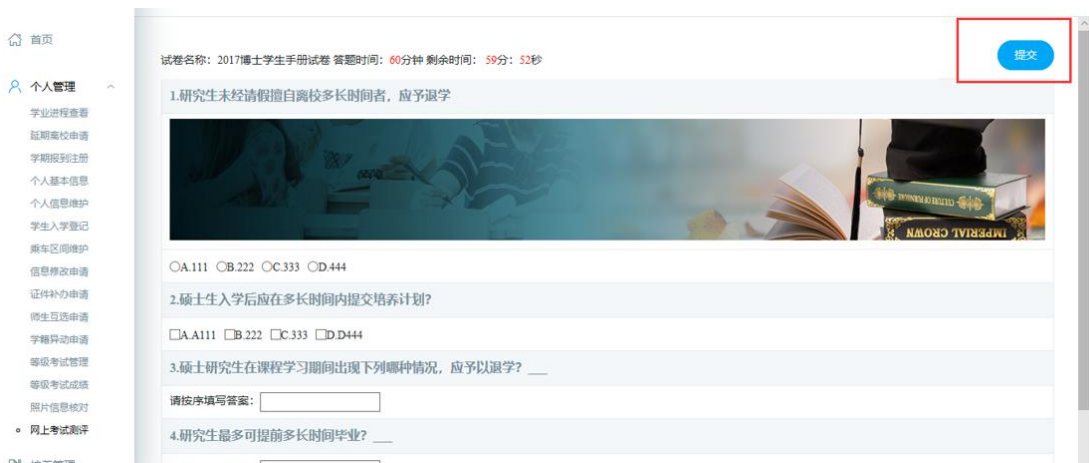 首页
个人管理
学业进程查看
延期离校申请
学期报到注册
个人基本信息
个人信息维护
学生入学登记
乘车区间维护
信息修改申请
证件补办申请
师生互选申请
学籍异动申请
等级考试管理
等级考试成绩
照片信息核对
网上考试测评
提交
试卷名称：2017博士学生手册试卷 答题时间：60分钟 剩余时间：59分：52秒
1.研究生未经请假擅自离校多长时间者，应予退学
CULTURE OF PURENESS
IMPERIAL CROWN
A.111 B.222 C.333 D.444
2.硕士生入学后应在多长时间内提交培养计划？
A.A111 B.222 C.333 D.D444
3.硕士研究生在课程学习期间出现下列哪种情况，应予以退学？___
请按序填写答案：
4.研究生最多可提前多长时间毕业？___